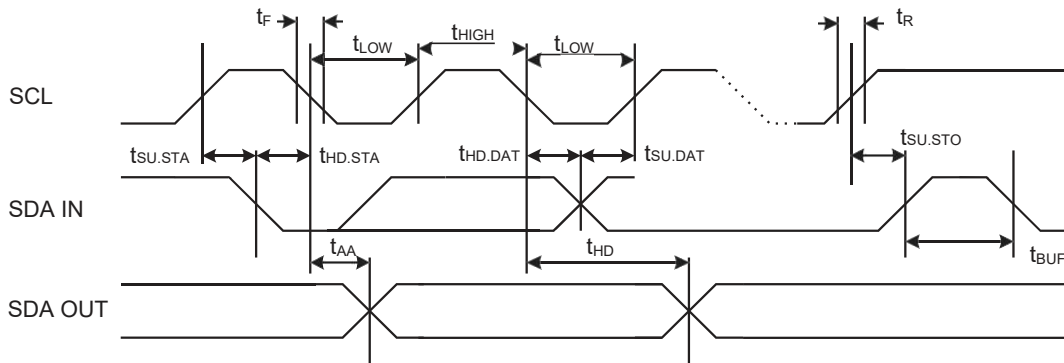 tF
tR
tLOW
tHIGH
tLOW
SCL
tSU.STA
tHD.STA
tHD.DAT
tSU.DAT
tSU.STO
SDA IN
tAA
tHD
tBUF
SDA OUT